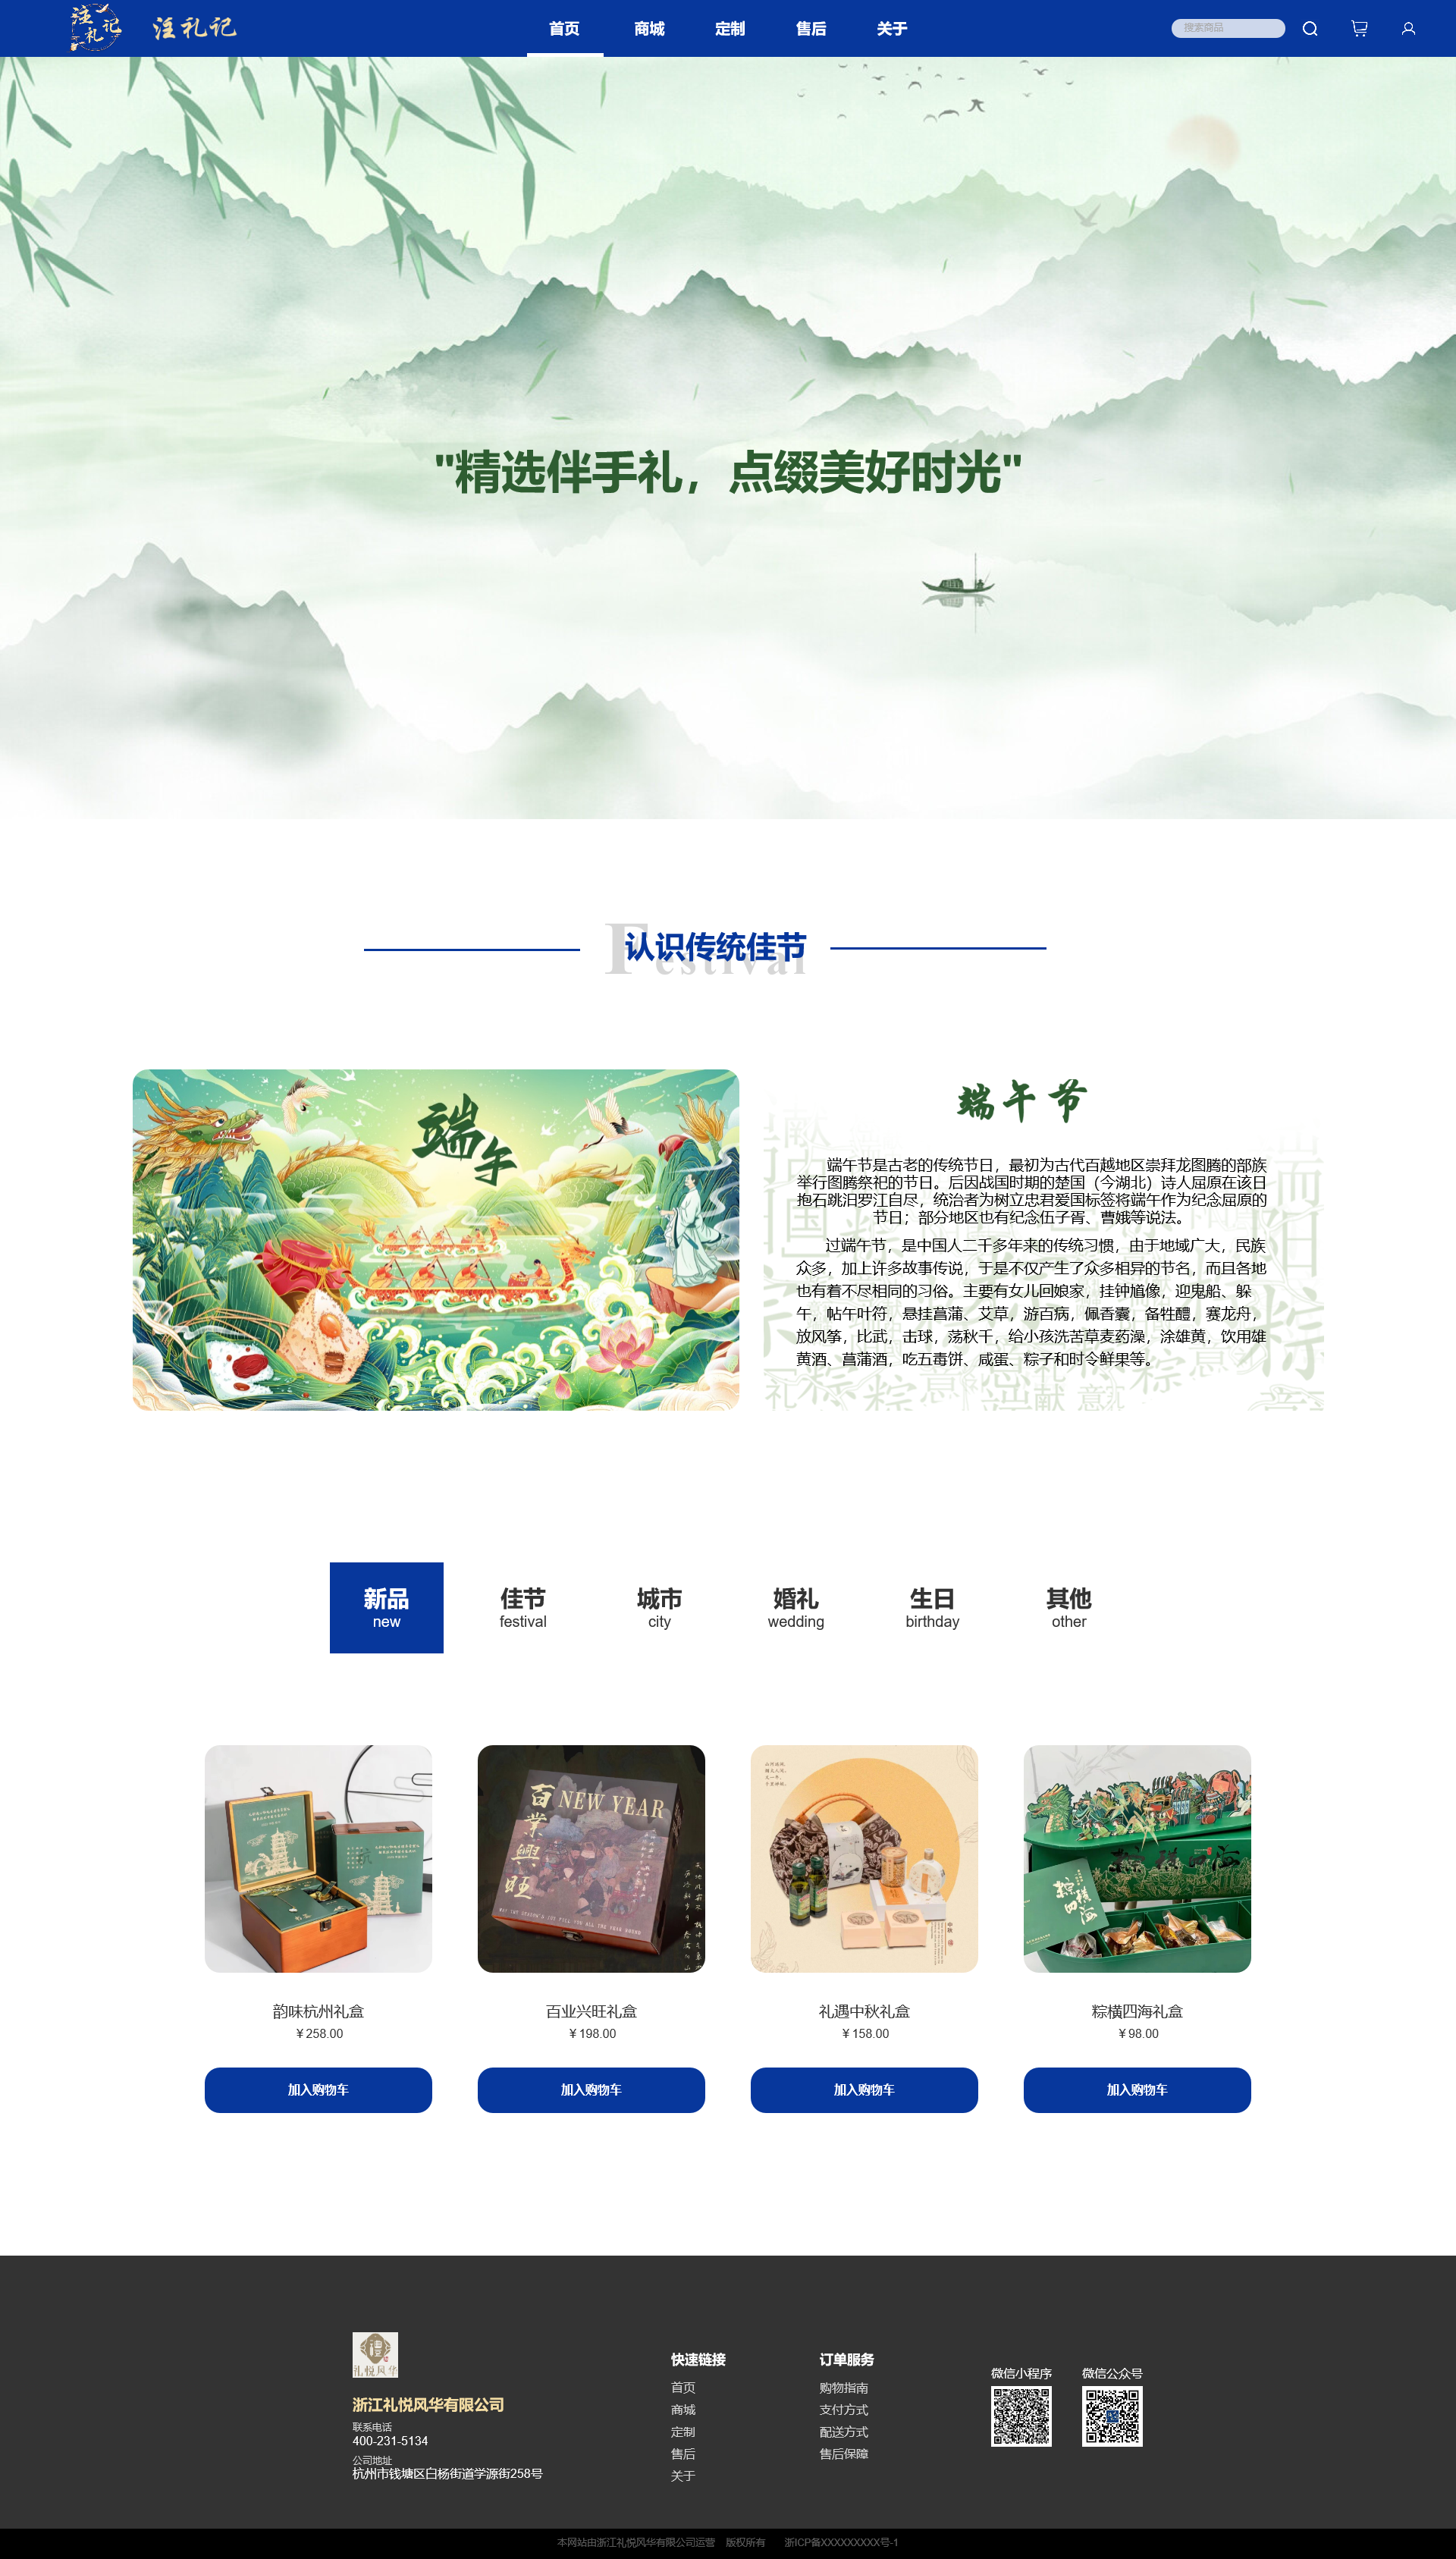 注礼记
注礼记
首页
商城
定制
售后
关于
搜索商品
"精选伴手礼，点缀美好时光"
Festival
认识传统佳节
端午
端午节
端午节是古老的传统节日，最初为古代百越地区崇拜龙图腾的部族
举行图腾祭祀的节日。后因战国时期的楚国（今湖北）诗人屈原在该日
抱石跳汨罗江自尽，统治者为树立忠君爱国标签将端午作为纪念屈原的
节日；部分地区也有纪念伍子胥、曹娥等说法。
过端午节，是中国人二千多年来的传统习惯，由于地域广大，民族
众多，加上许多故事传说，于是不仅产生了众多相异的节名，而且各地
也有着不尽相同的习俗。主要有女儿回娘家，挂钟馗像，迎鬼船、躲
午，帖午叶符，悬挂菖蒲、艾草，游百病，佩香囊，备牲醴，赛龙舟，
放风筝，比武，击球，荡秋千，给小孩洗苦草麦药澡，涂雄黄，饮用雄
黄酒、菖蒲酒，吃五毒饼、咸蛋、粽子和时令鲜果等。
新品
new
佳节
festival
城市
city
婚礼
wedding
生日
birthday
其他
other
百業興旺
NEW YEAR
粽横四海
韵味杭州礼盒
￥258.00
加入购物车
百业兴旺礼盒
￥198.00
加入购物车
礼遇中秋礼盒
￥158.00
加入购物车
粽横四海礼盒
￥98.00
加入购物车
礼悦风华
浙江礼悦风华有限公司
联系电话
400-231-5134
公司地址
杭州市钱塘区白杨街道学源街258号
快速链接
首页
商城
定制
售后
关于
订单服务
购物指南
支付方式
配送方式
售后保障
微信小程序
微信公众号
本网站由浙江礼悦风华有限公司运营 版权所有 浙ICP备XXXXXXXXX号-1